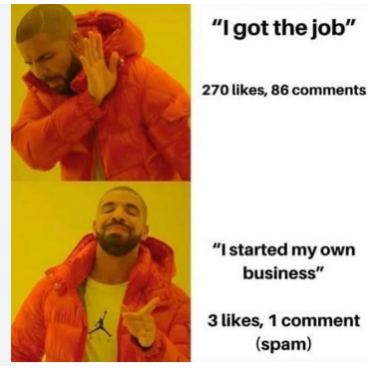 “I got the job”
270 likes, 86 comments
“I started my own
business”
3 likes, 1 comment
(spam)